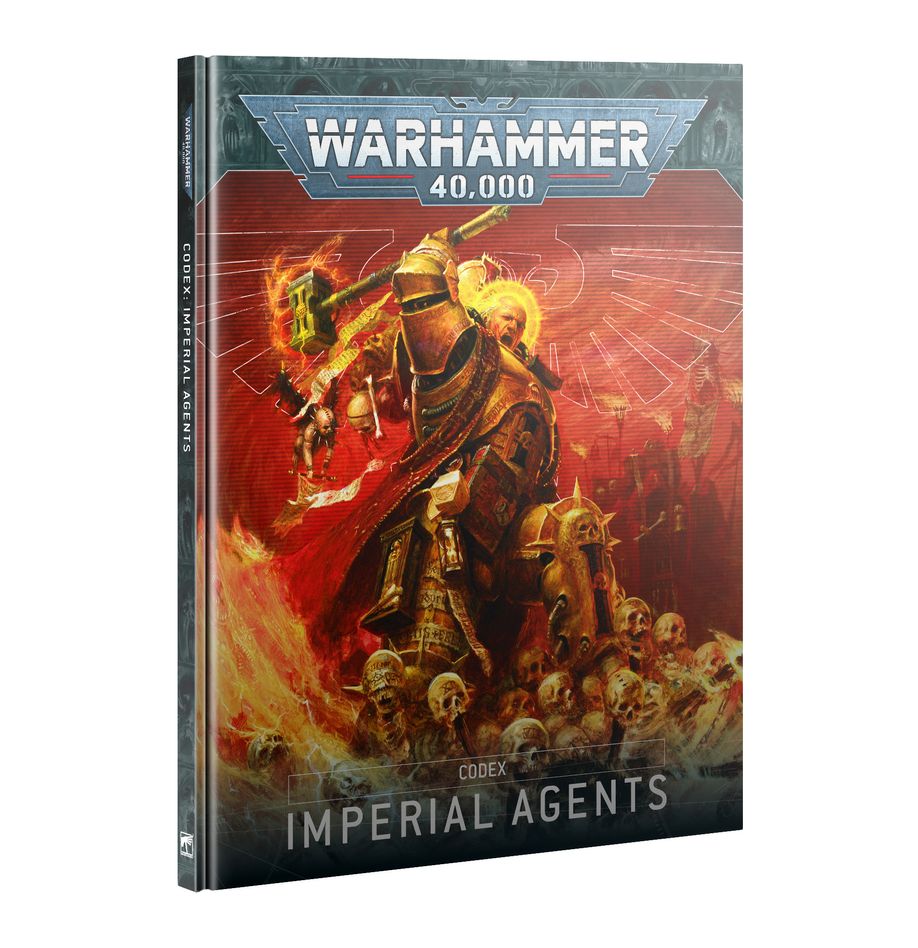 WARHAMMER
40,000
CODEX
IMPERIAL AGENTS
WARHAMMER
40,000
CODEX: IMPERIAL AGENTS